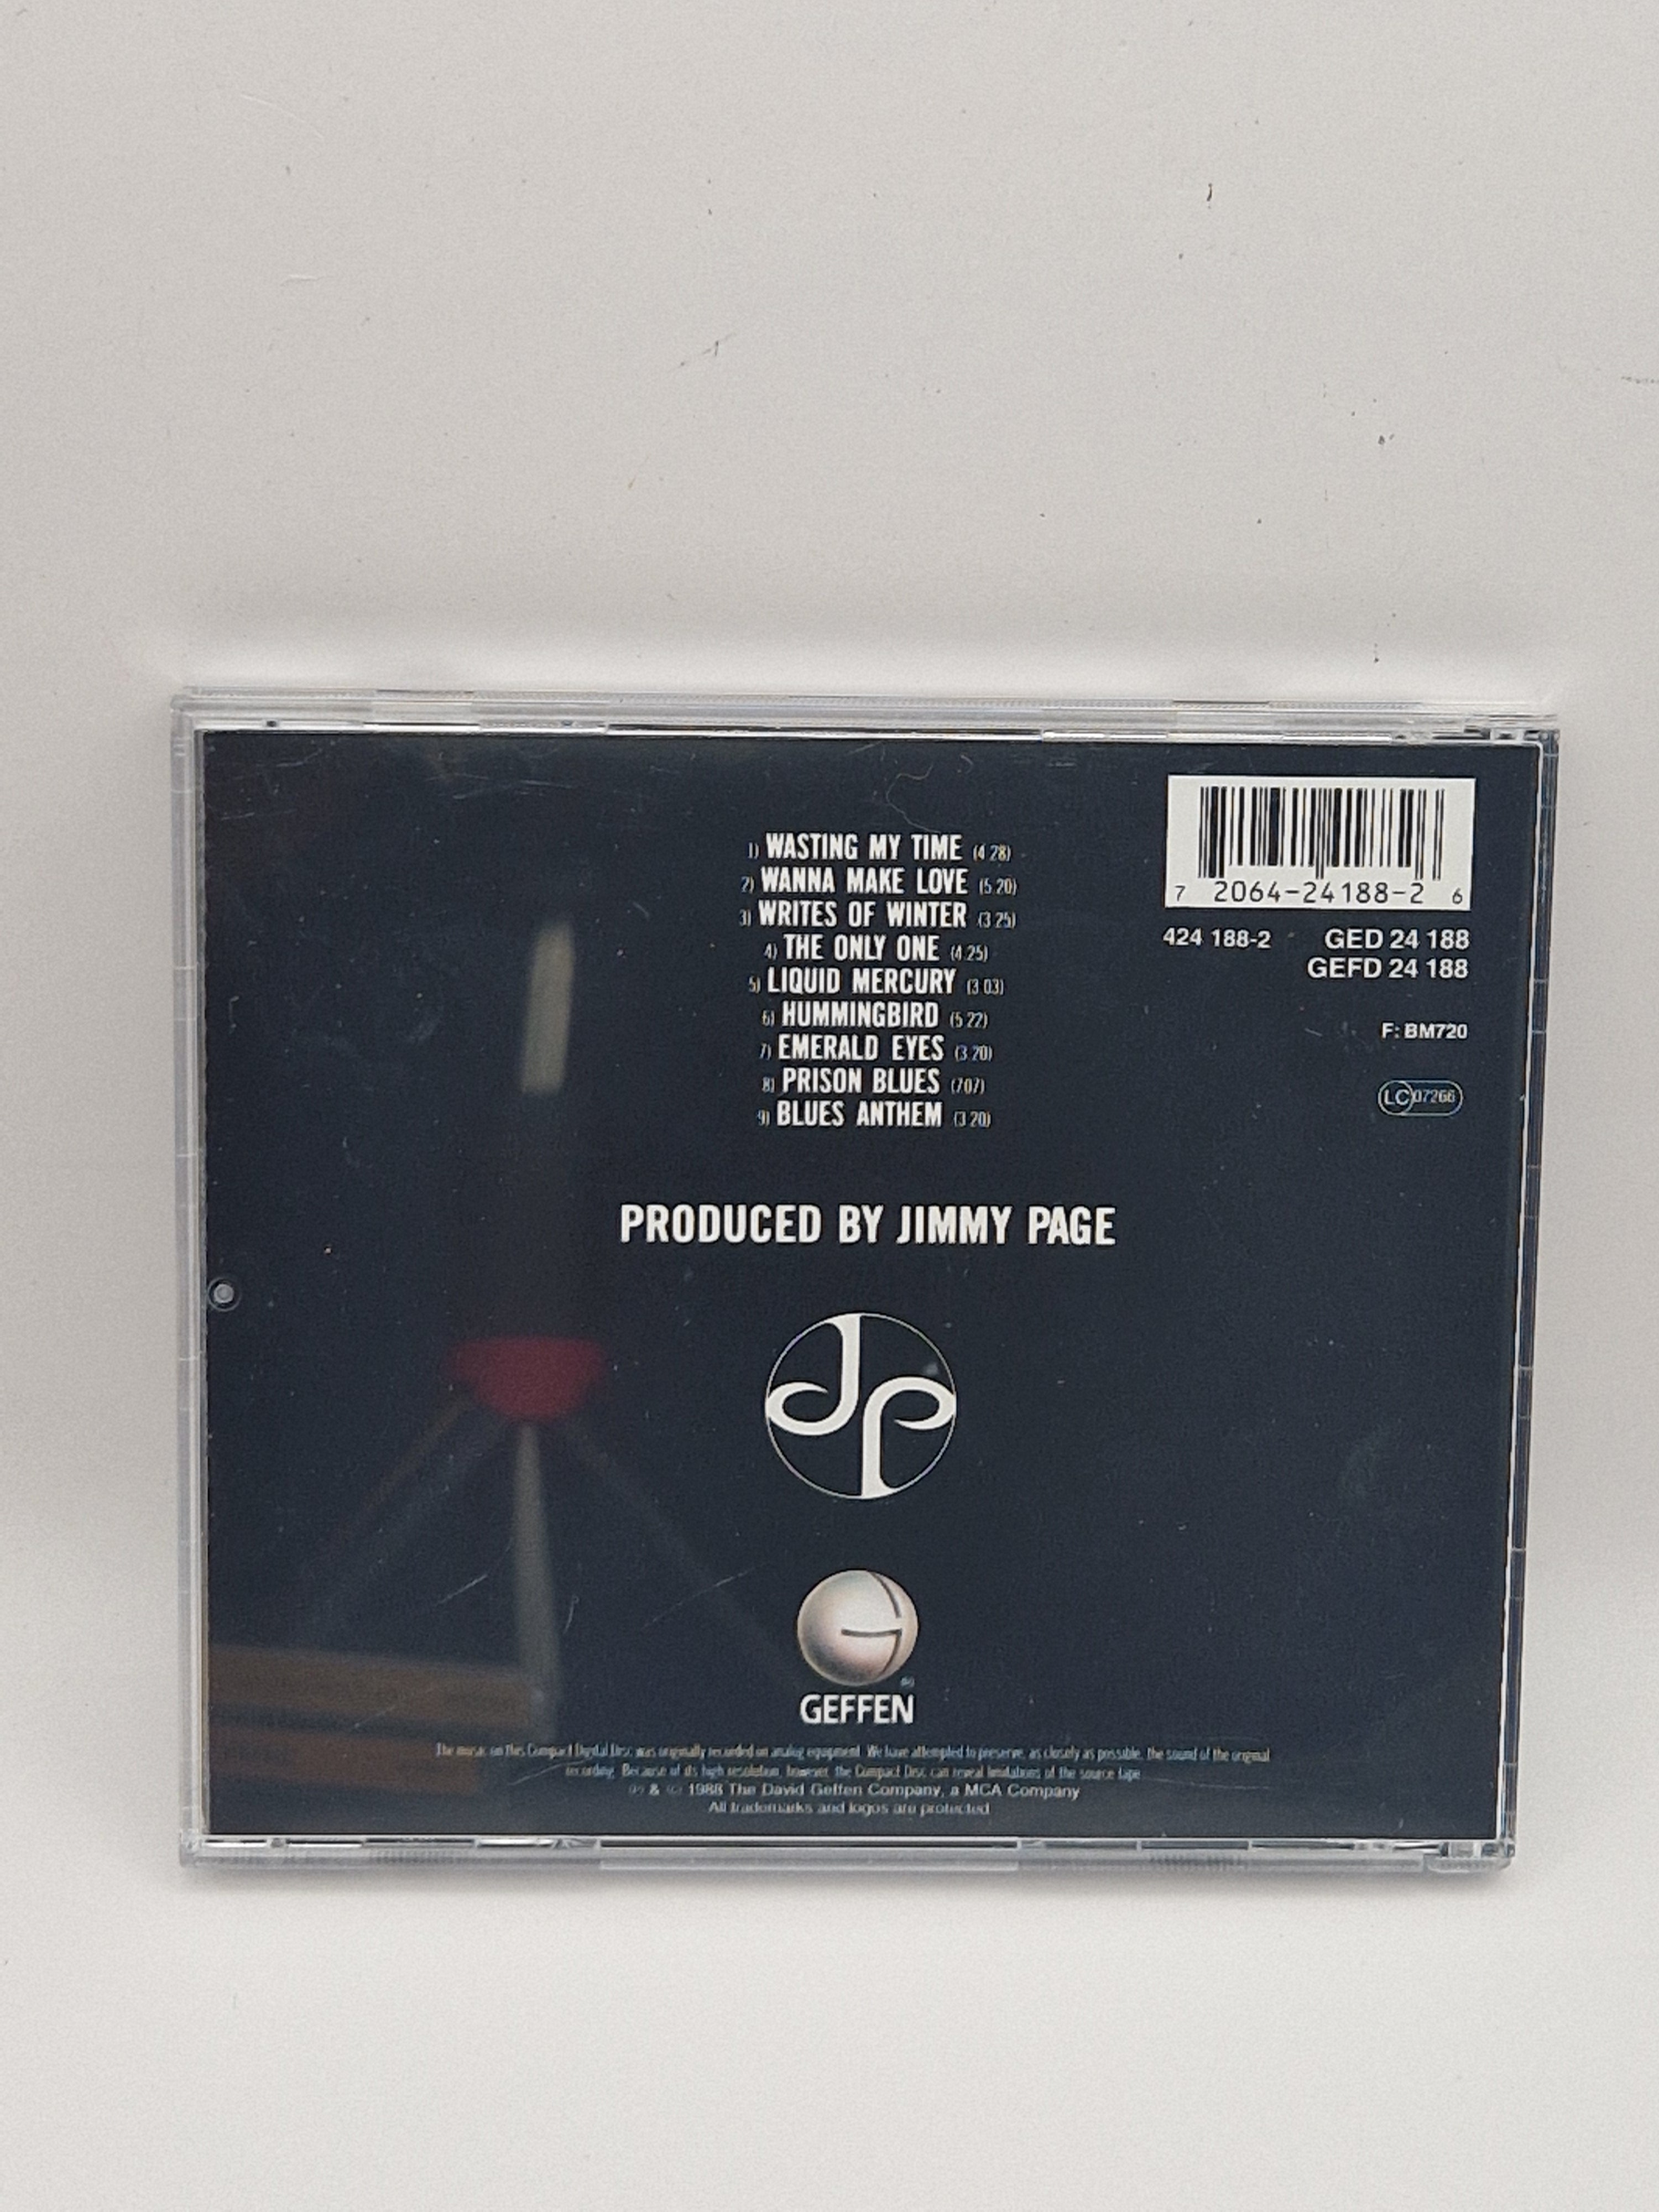 1) WASTING MY TIME (4.28)
2) WANNA MAKE LOVE (5.20)
3) WRITES OF WINTER (3.25)
4) THE ONLY ONE (4.25)
5) LIQUID MERCURY (3.03)
6) HUMMINGBIRD (5.22)
7) EMERALD EYES (3.20)
8) PRISON BLUES (7.07)
9) BLUES ANTHEM (3.20)
7 2064-24188-2 6
424 188-2 GED 24 188
GEFD 24 188
F: BM720
LC 07266
PRODUCED BY JIMMY PAGE
JP
G
GEFFEN
The music on this Compact Digital Disc was originally recorded on analog equipment. We have attempted to preserve, as closely as possible, the sound of the original
recording. Because of its high resolution, however, the Compact Disc can reveal limitations of the source tape.
℗ & © 1988 The David Geffen Company, a MCA Company
All trademarks and logos are protected